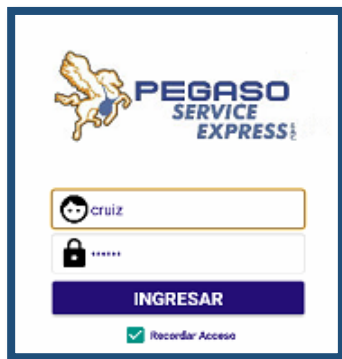 PEGASO
SERVICE
EXPRESS
cruiz
••••••
INGRESAR
Recordar Acceso